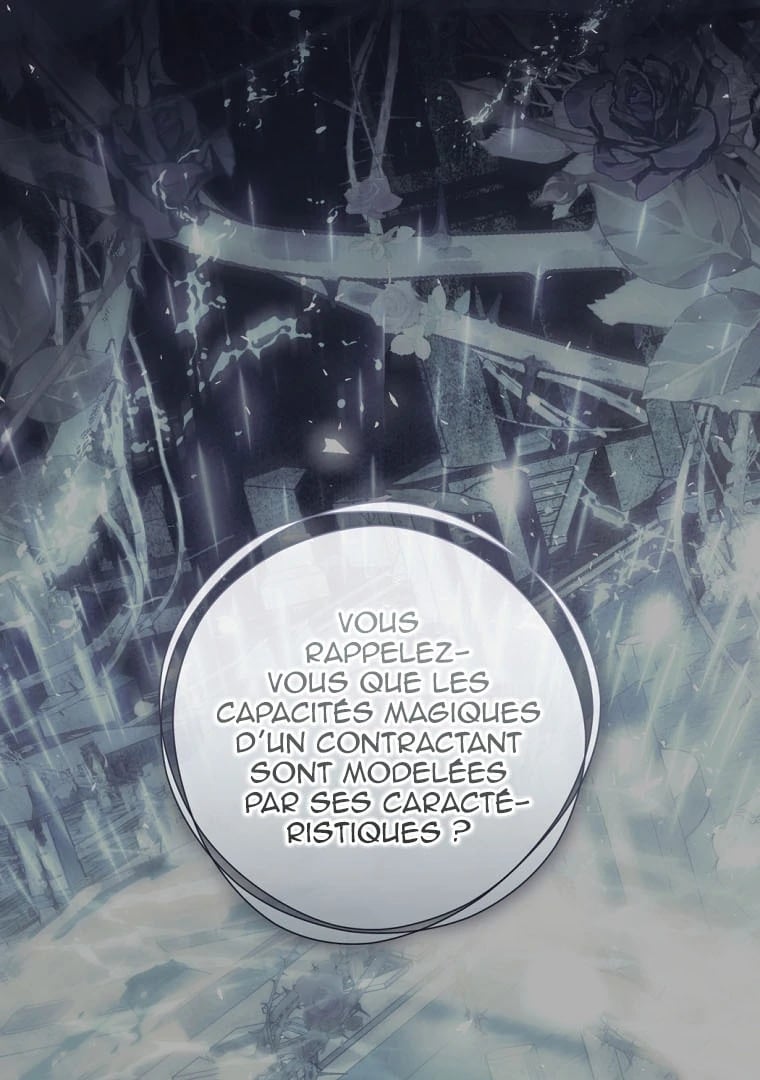 VOUS
RAPPELEZ-
VOUS QUE LES
CAPACITÉS MAGIQUES
D'UN CONTRACTANT
SONT MODELÉES
PAR SES CARACTÉ-
RISTIQUES ?